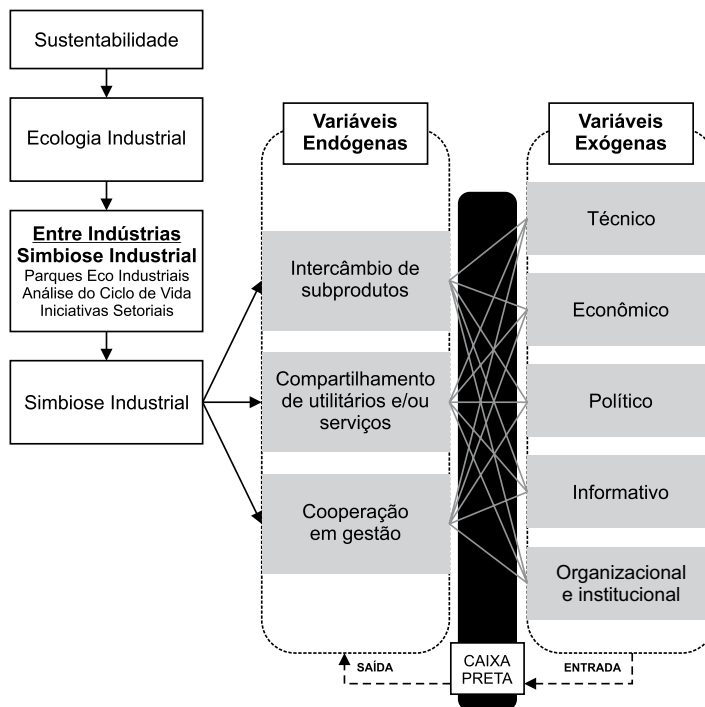 Sustentabilidade
Ecologia Industrial
Entre Indústrias
Simbiose Industrial
Parques Eco Industriais
Análise do Ciclo de Vida
Iniciativas Setoriais
Simbiose Industrial
Variáveis
Endógenas
Intercâmbio de
subprodutos
Compartilhamento
de utilitários e/ou
serviços
Cooperação
em gestão
Variáveis
Exógenas
Técnico
Econômico
Político
Informativo
Organizacional
e institucional
SAÍDA
CAIXA
PRETA
ENTRADA